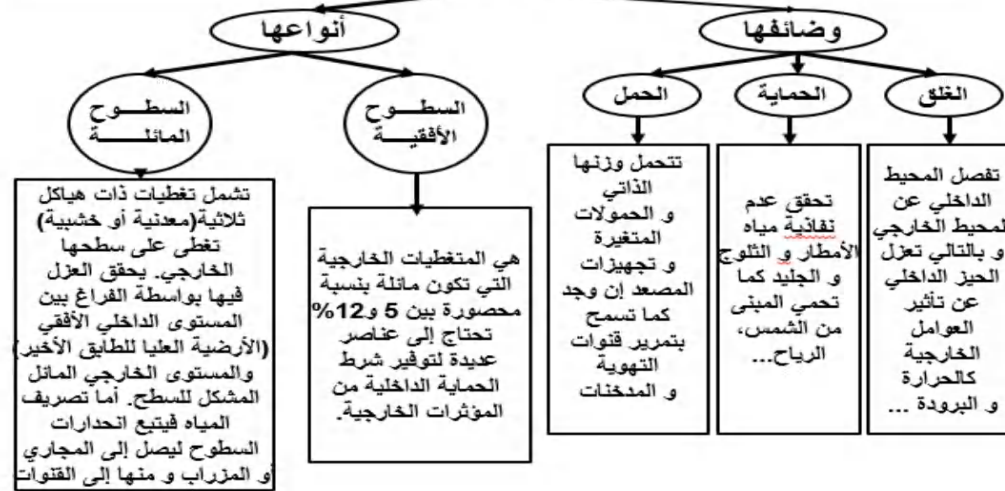 وضائفها
أنواعها
الغلق
الحماية
الحمل
السطوح
الأفقية
السطوح
المائلة
تفصل المحيط
الداخلي عن
المحيط الخارجي
و بالتالي تعزل
الحيز الداخلي
عن تأثير
العوامل
الخارجية
كالحرارة
و البرودة ...
تحقق عدم
نفاذية مياه
الأمطار و الثلوج
و الجليد كما
تحمي المبنى
من الشمس،
الرياح...
تتحمل وزنها
الذاتي
و الحمولات
المتغيرة
و تجهيزات
المصعد إن وجد
كما تسمح
بتمرير قنوات
التهوية
و المدخنات
هي المتغطيات الخارجية
التي تكون مائلة بنسبة
محصورة بين 5 و12%
تحتاج إلى عناصر
عديدة لتوفير شرط
الحماية الداخلية من
المؤثرات الخارجية.
تشمل تغطيات ذات هياكل
ثلاثية(معدنية أو خشبية)
تغطى على سطحها
الخارجي. يحقق العزل
فيها بواسطة الفراغ بين
المستوى الداخلي الأفقي
(الأرضية العليا للطابق الأخير)
والمستوى الخارجي المائل
المشكل للسطح. أما تصريف
المياه فيتبع انحدارات
السطوح ليصل إلى المجاري
أو المزراب و منها إلى القنوات